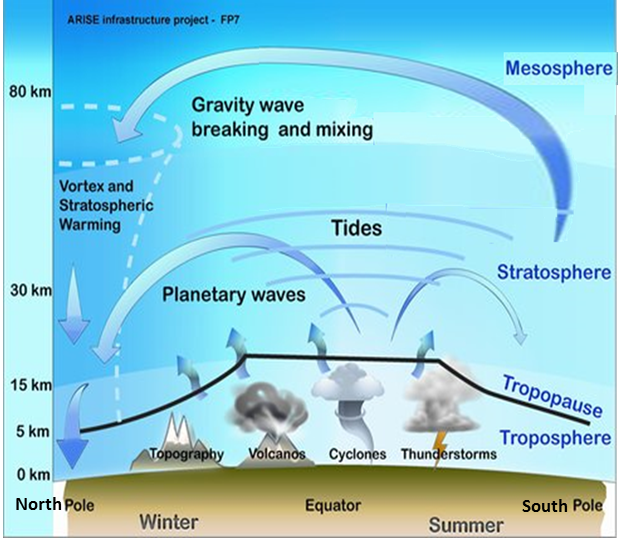 ARISE infrastructure project - FP7
Mesosphere
80 km
Gravity wave
breaking and mixing
Vortex and
Stratospheric
Warming
Tides
Stratosphere
30 km
Planetary waves
15 km
Tropopause
5 km
Troposphere
Topography
Volcanos
Cyclones
Thunderstorms
0 km
North Pole
Equator
South Pole
Winter
Summer